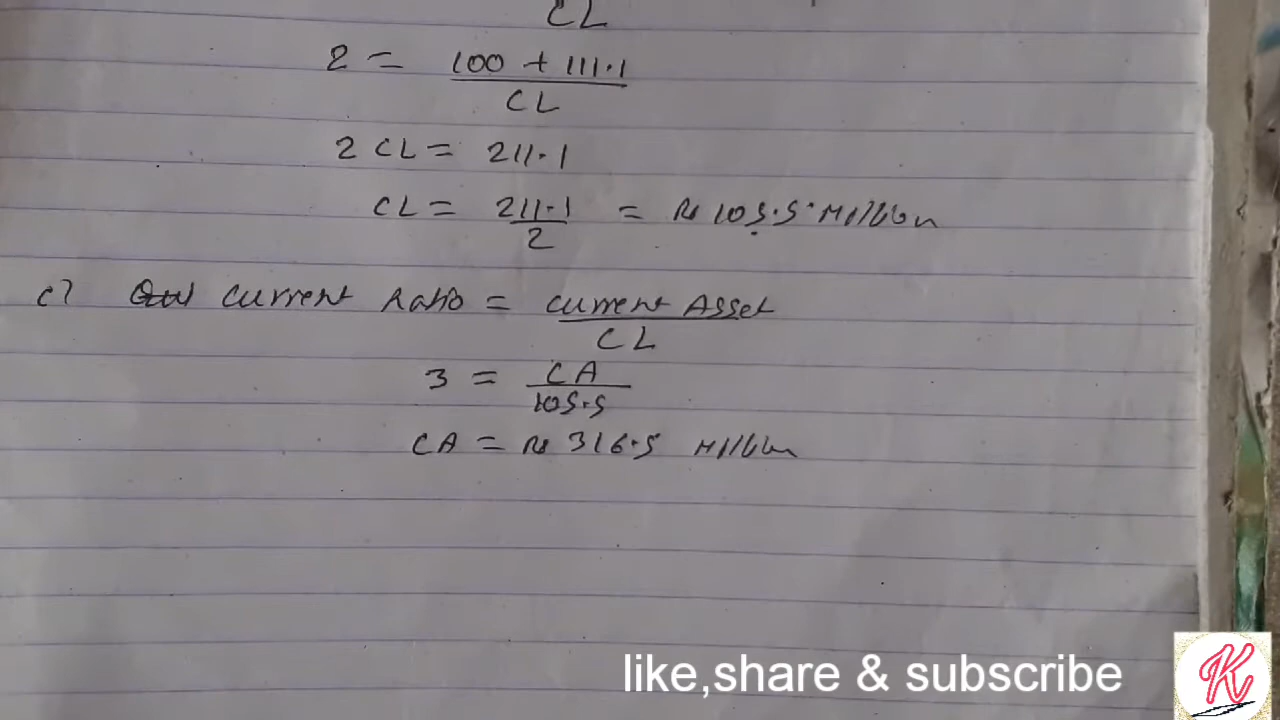 CL
2 = 100 + 111.1
CL
2 CL = 211.1
CL = 211.1 = Rs 105.5 Million
2
c) Current Ratio = Current Asset
CL
3 = CA
105.5
CA = Rs 316.5 Million
like,share & subscribe
K